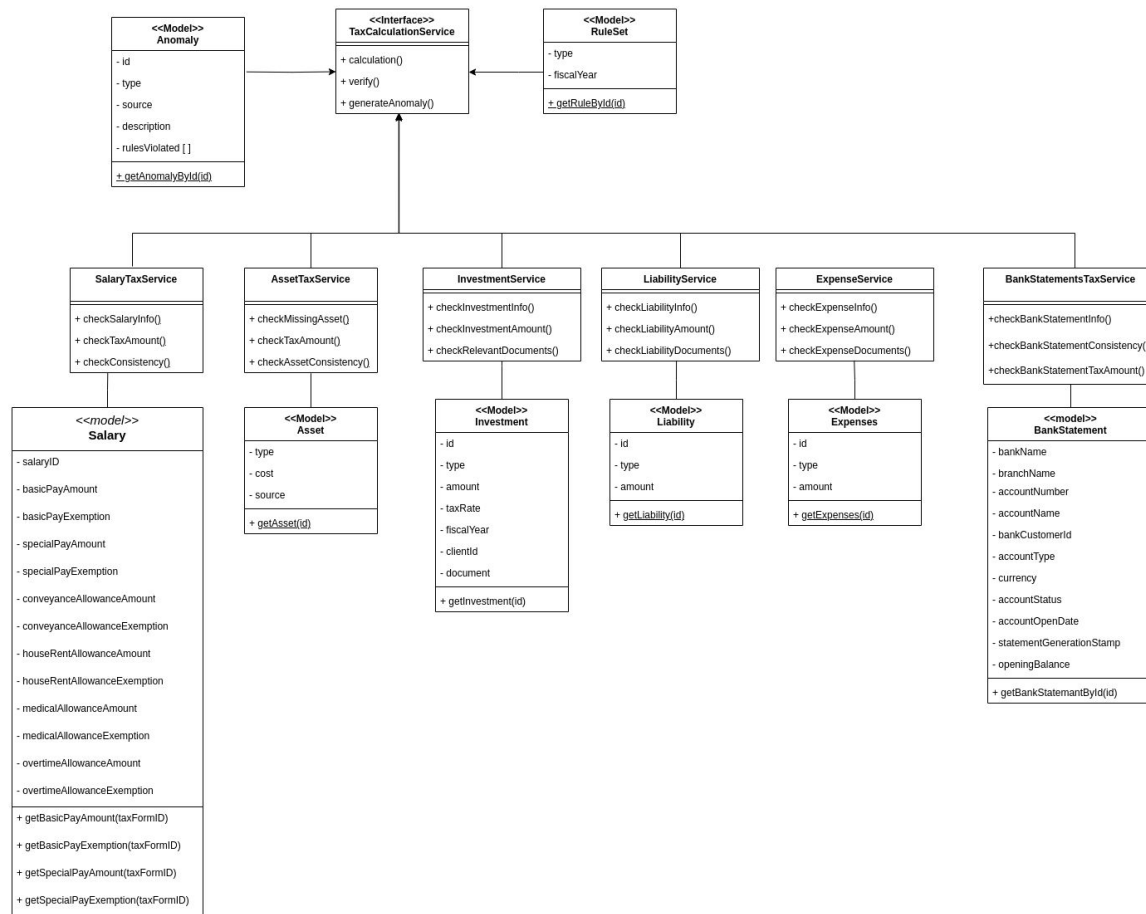 <<Model>>
Anomaly
- id
- type
- source
- description
- rulesViolated [ ]
+ getAnomalyById(id)
<<Interface>>
TaxCalculationService
+ calculation()
+ verify()
+ generateAnomaly()
<<Model>>
RuleSet
- type
- fiscalYear
+ getRuleById(id)
SalaryTaxService
+ checkSalaryInfo()
+ checkTaxAmount()
+ checkConsistency()
AssetTaxService
+ checkMissingAsset()
+ checkTaxAmount()
+ checkAssetConsistency()
InvestmentService
+ checkInvestmentInfo()
+ checkInvestmentAmount()
+ checkRelevantDocuments()
LiabilityService
+ checkLiabilityInfo()
+ checkLiabilityAmount()
+ checkLiabilityDocuments()
ExpenseService
+ checkExpenseInfo()
+ checkExpenseAmount()
+ checkExpenseDocuments()
BankStatementsTaxService
+checkBankStatementInfo()
+checkBankStatementConsistency(
+checkBankStatementTaxAmount()
<<model>>
Salary
- salaryID
- basicPayAmount
- basicPayExemption
- specialPayAmount
- specialPayExemption
- conveyanceAllowanceAmount
- conveyanceAllowanceExemption
- houseRentAllowanceAmount
- houseRentAllowanceExemption
- medicalAllowanceAmount
- medicalAllowanceExemption
- overtimeAllowanceAmount
- overtimeAllowanceExemption
+ getBasicPayAmount(taxFormID)
+ getBasicPayExemption(taxFormID)
+ getSpecialPayAmount(taxFormID)
+ getSpecialPayExemption(taxFormID)
<<Model>>
Asset
- type
- cost
- source
+ getAsset(id)
<<Model>>
Investment
- id
- type
- amount
- taxRate
- fiscalYear
- clientId
- document
+ getInvestment(id)
<<Model>>
Liability
- id
- type
- amount
+ getLiability(id)
<<Model>>
Expenses
- id
- type
- amount
+ getExpenses(id)
<<model>>
BankStatement
- bankName
- branchName
- accountNumber
- accountName
- bankCustomerId
- accountType
- currency
- accountStatus
- accountOpenDate
- statementGenerationStamp
- openingBalance
+ getBankStatemantById(id)